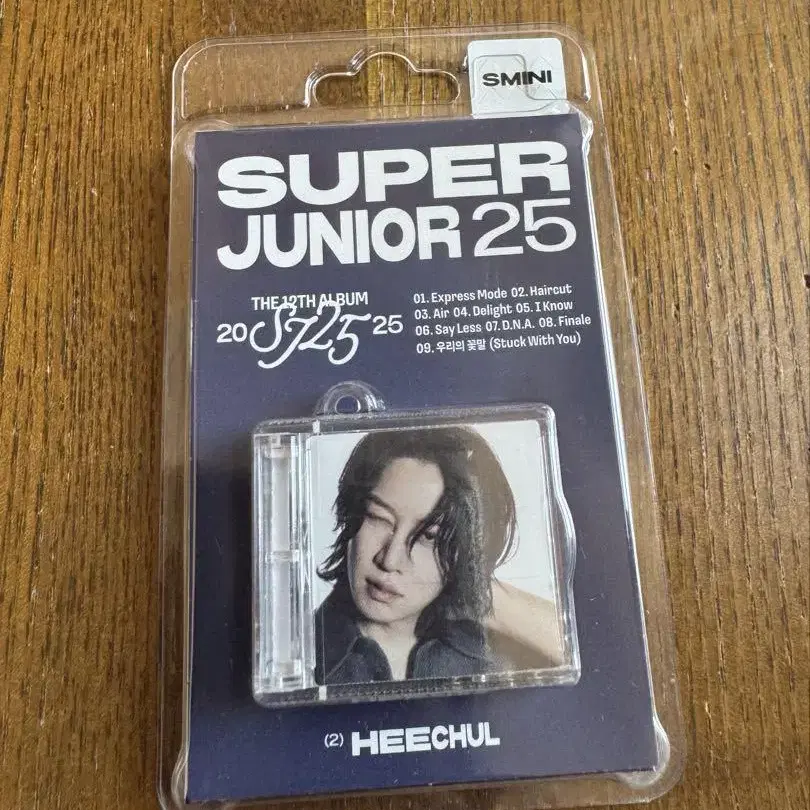 SMINI
SUPER
JUNIOR 25
THE 12TH ALBUM
20 SJ25 25
01. Express Mode 02. Haircut
03. Air 04. Delight 05. I Know
06. Say Less 07. D.N.A. 08. Finale
09. 우리의 꽃말 (Stuck With You)
(2) HEECHUL